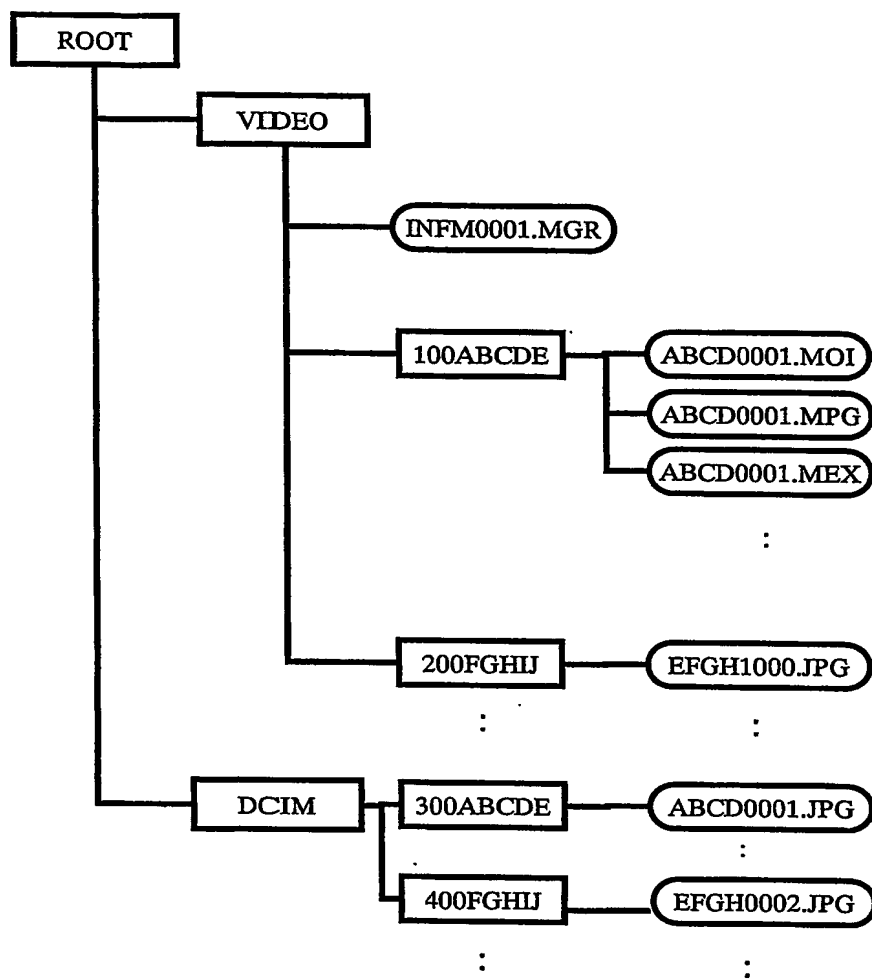 ROOT
VIDEO
INFM0001.MGR
100ABCDE
ABCD0001.MOI
ABCD0001.MPG
ABCD0001.MEX
:
200FGHIJ
EFGH1000.JPG
:
:
DCIM
300ABCDE
ABCD0001.JPG
:
400FGHIJ
EFGH0002.JPG
:
: